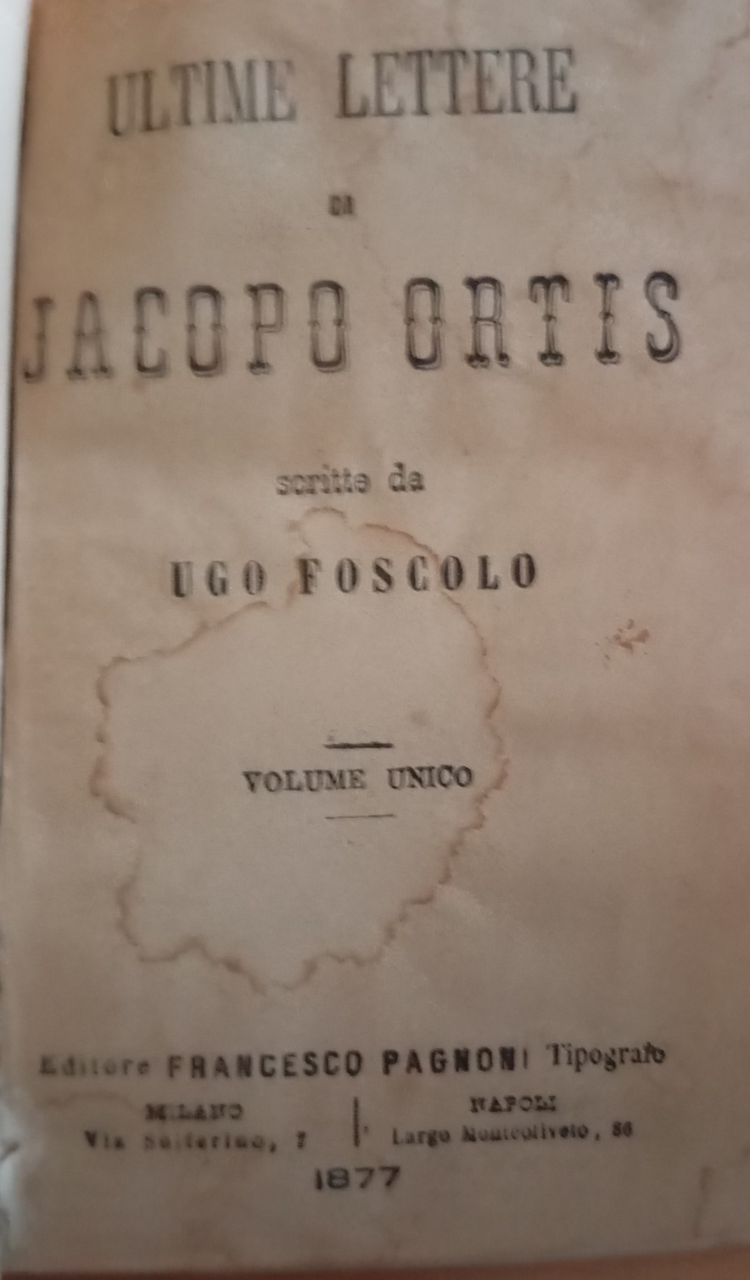 ULTIME LETTERE
DI
JACOPO ORTIS
scritte da
UGO FOSCOLO
VOLUME UNICO
Editore FRANCESCO PAGNONI Tipografo
MILANO
Via Solferino, 7
NAPOLI
Largo Monteoliveto, 86
1877